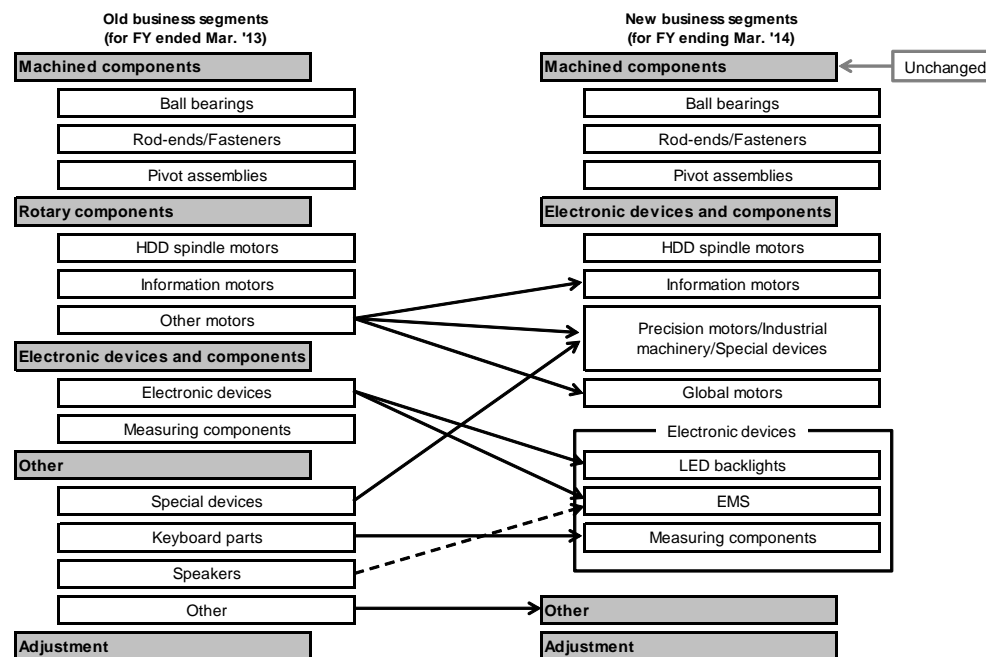 Old business segments
(for FY ended Mar. '13)
Machined components
Ball bearings
Rod-ends/Fasteners
Pivot assemblies
Rotary components
HDD spindle motors
Information motors
Other motors
Electronic devices and components
Electronic devices
Measuring components
Other
Special devices
Keyboard parts
Speakers
Other
Adjustment
New business segments
(for FY ending Mar. '14)
Machined components
Unchanged
Ball bearings
Rod-ends/Fasteners
Pivot assemblies
Electronic devices and components
HDD spindle motors
Information motors
Precision motors/Industrial
machinery/Special devices
Global motors
Electronic devices
LED backlights
EMS
Measuring components
Other
Adjustment